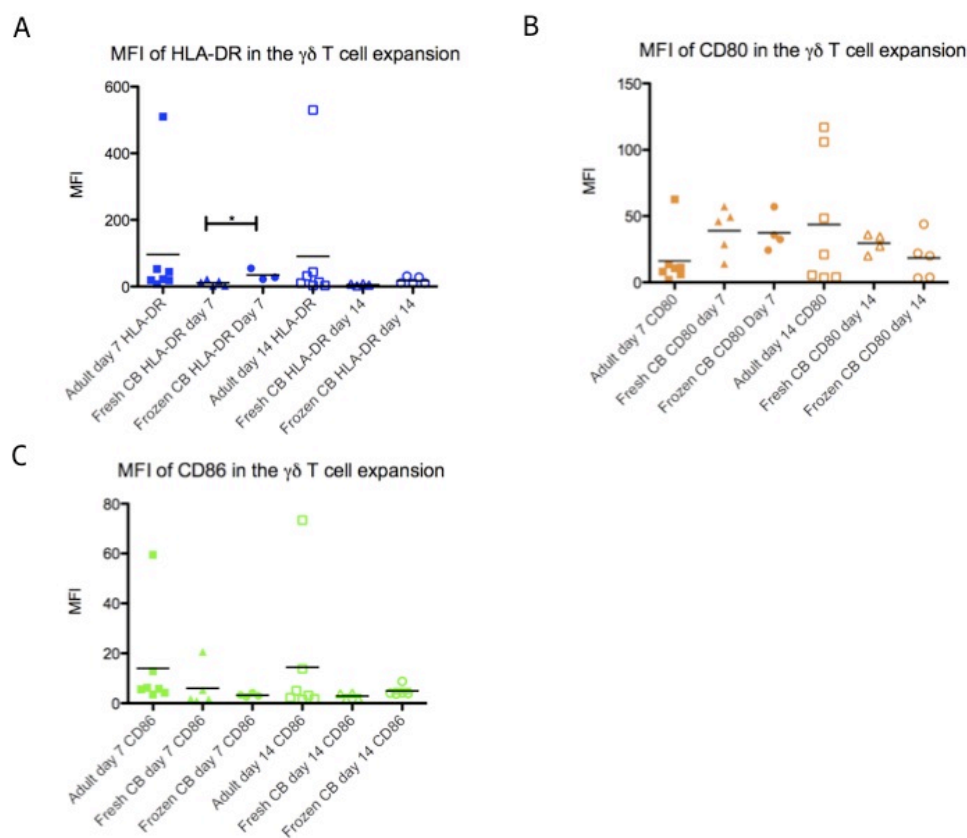 A
MFI of HLA-DR in the γδ T cell expansion
600
400
200
0
MFI
*
Adult day 7 HLA-DR
Fresh CB HLA-DR day 7
Frozen CB HLA-DR Day 7
Adult day 14 HLA-DR
Fresh CB HLA-DR day 14
Frozen CB HLA-DR day 14
B
MFI of CD80 in the γδ T cell expansion
150
100
50
0
MFI
Adult day 7 CD80
Fresh CB CD80 day 7
Frozen CB CD80 Day 7
Adult day 14 CD80
Fresh CB CD80 day 14
Frozen CB CD80 day 14
C
MFI of CD86 in the γδ T cell expansion
80
60
40
20
0
MFI
Adult day 7 CD86
Fresh CB day 7 CD86
Frozen CB day 7 CD86
Adult day 14 CD86
Fresh CB day 14 CD86
Frozen CB day 14 CD86